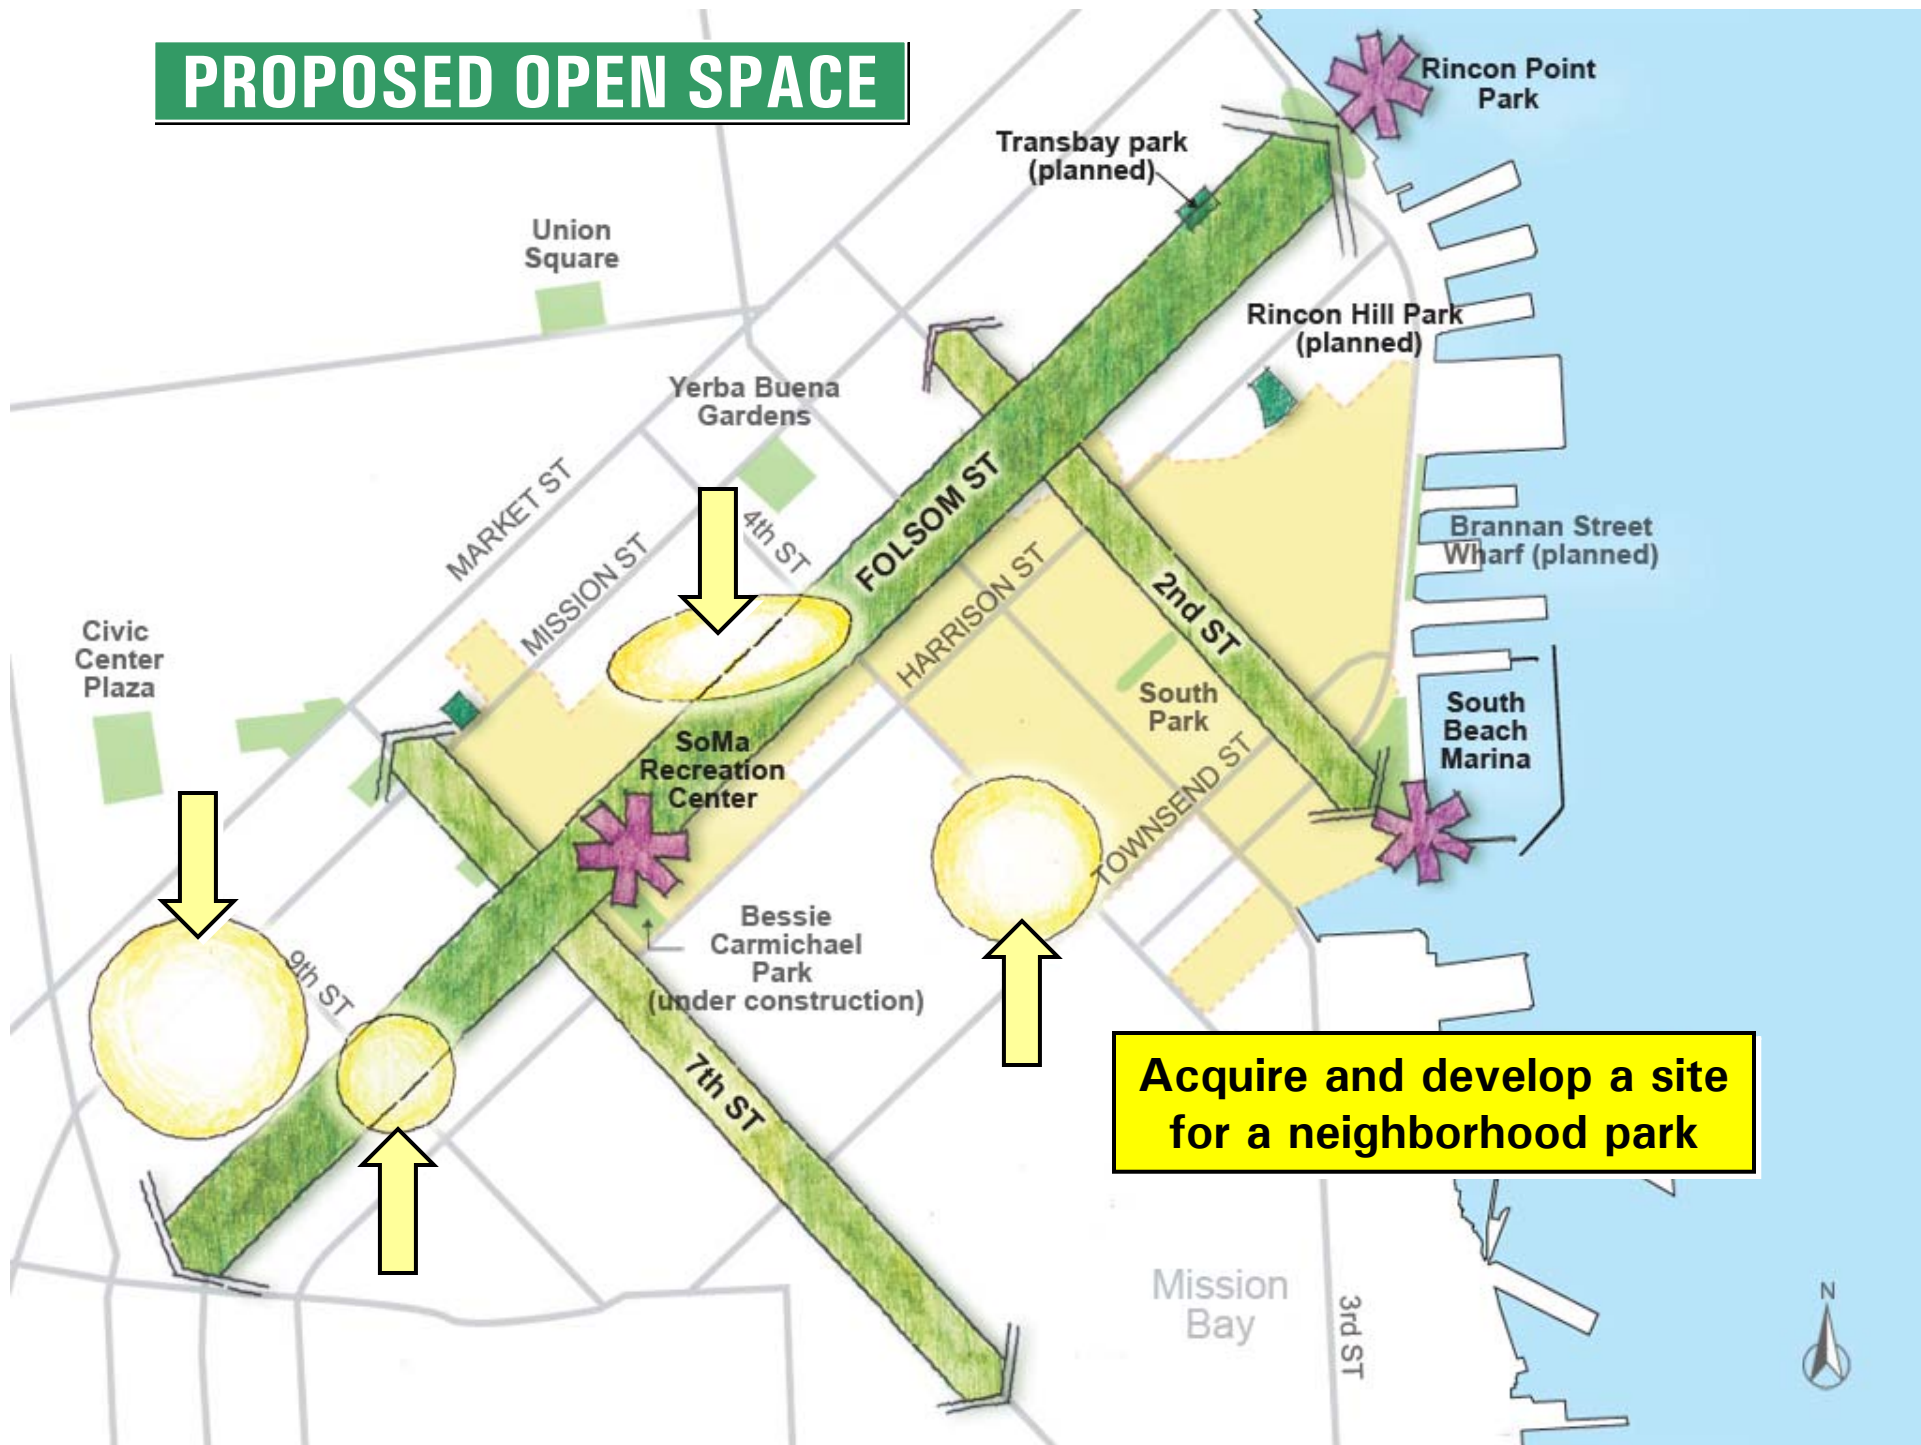 PROPOSED OPEN SPACE
Rincon Point
Park
Transbay park
(planned)
Union
Square
Rincon Hill Park
(planned)
Yerba Buena
Gardens
MARKET ST
MISSION ST
4th ST
FOLSOM ST
HARRISON ST
2nd ST
Brannan Street
Wharf (planned)
Civic
Center
Plaza
South
Park
South
Beach
Marina
SoMa
Recreation
Center
TOWNSEND ST
Bessie
Carmichael
Park
(under construction)
9th ST
7th ST
Acquire and develop a site
for a neighborhood park
Mission
Bay
3rd ST
N